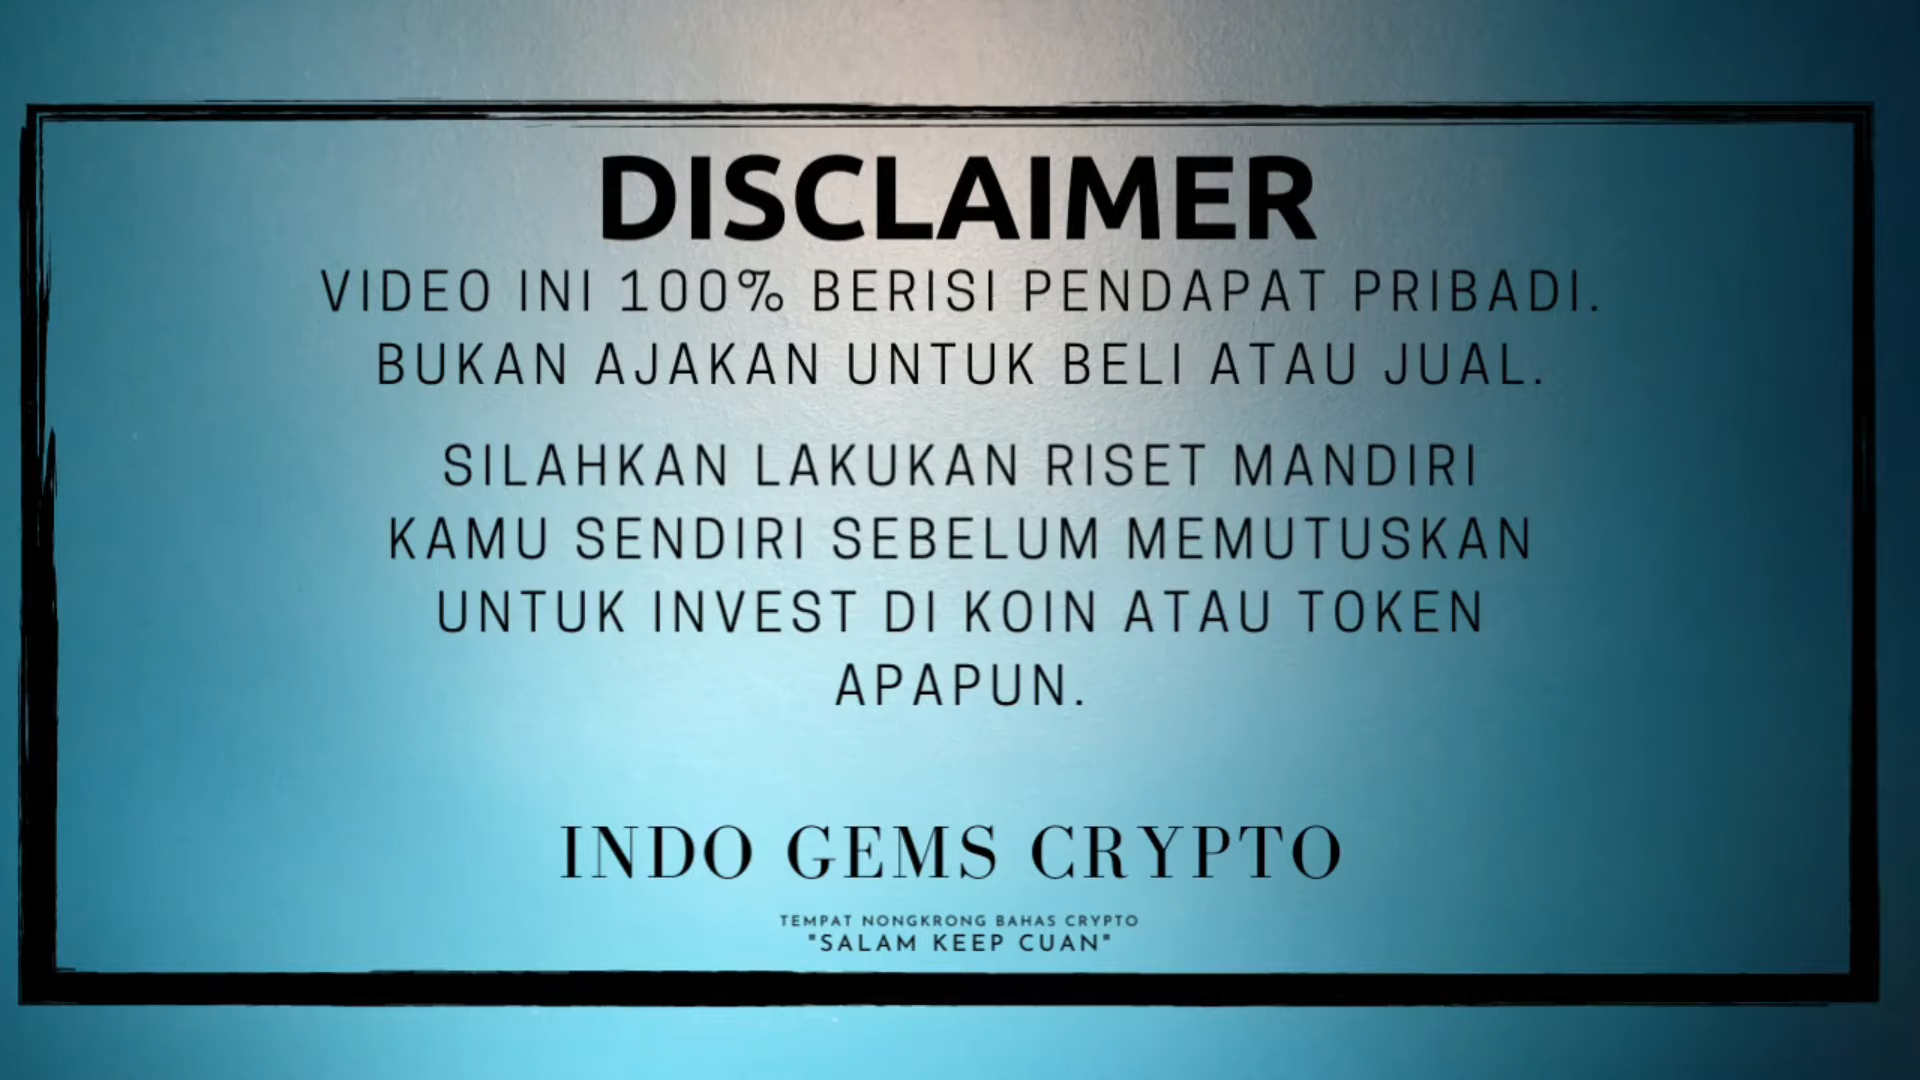 DISCLAIMER
VIDEO INI 100% BERISI PENDAPAT PRIBADI.
BUKAN AJAKAN UNTUK BELI ATAU JUAL.
SILAHKAN LAKUKAN RISET MANDIRI
KAMU SENDIRI SEBELUM MEMUTUSKAN
UNTUK INVEST DI KOIN ATAU TOKEN
APAPUN.
INDO GEMS CRYPTO
TEMPAT NONGKRONG BAHAS CRYPTO
"SALAM KEEP CUAN"